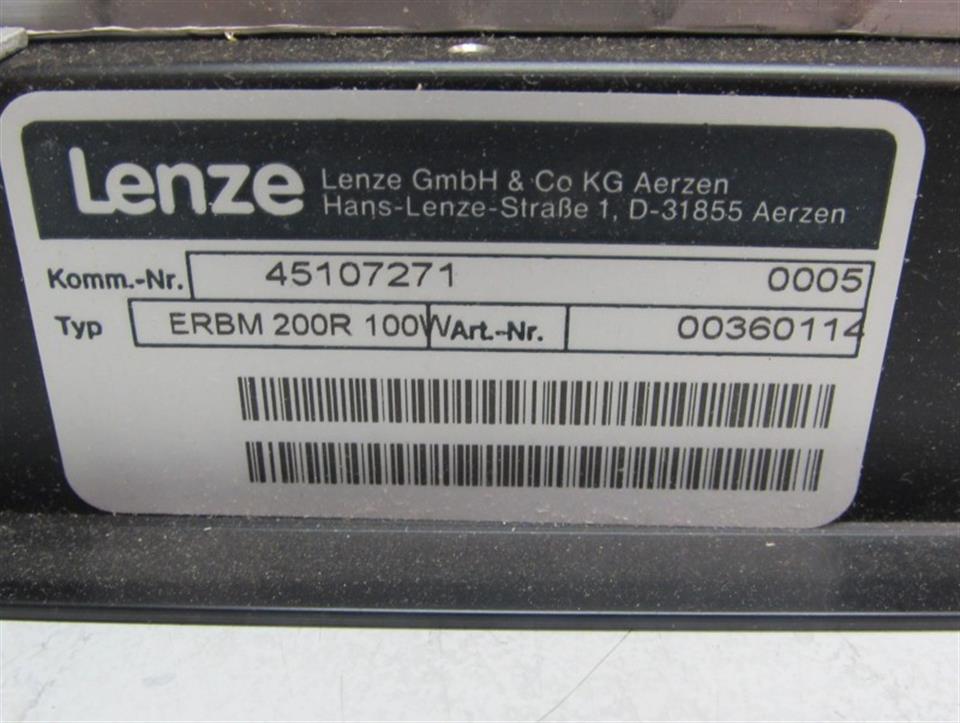 Lenze
Lenze GmbH & Co KG Aerzen
Hans-Lenze-Straße 1, D-31855 Aerzen
Komm.-Nr. 45107271 0005
Typ ERBM 200R 100W Art.-Nr. 00360114